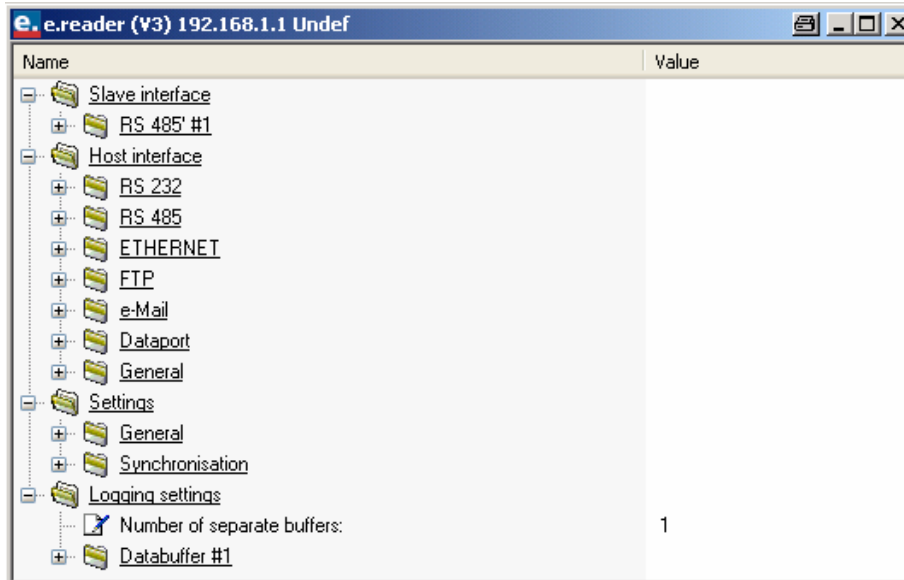 e. e.reader (V3) 192.168.1.1 Undef
Name Value
Slave interface
RS 485' #1
Host interface
RS 232
RS 485
ETHERNET
FTP
e-Mail
Dataport
General
Settings
General
Synchronisation
Logging settings
Number of separate buffers: 1
Databuffer #1